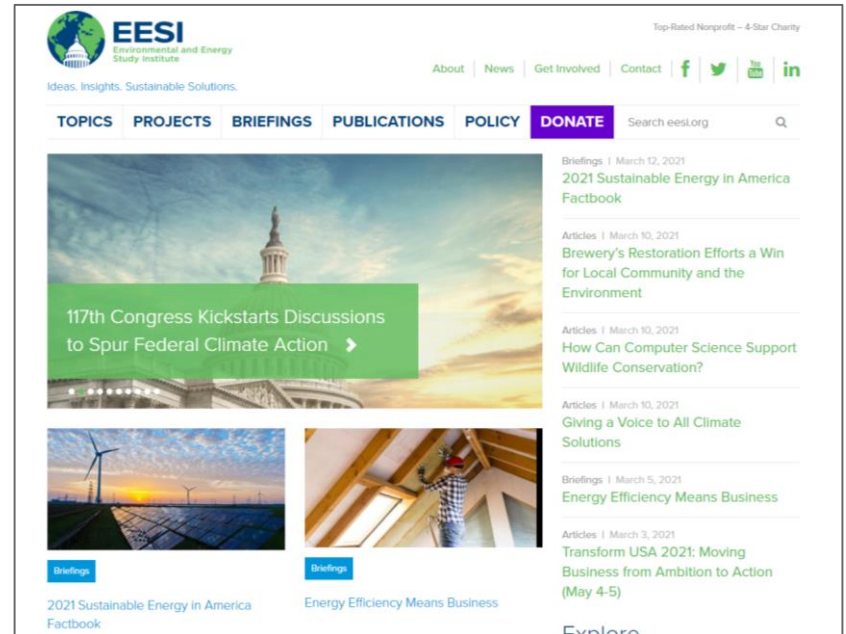 EESI
Environmental and Energy
Study Institute
Ideas. Insights. Sustainable Solutions.
Top-Rated Nonprofit – 4-Star Charity
About | News | Get Involved | Contact
TOPICS PROJECTS BRIEFINGS PUBLICATIONS POLICY DONATE Search eesi.org
117th Congress Kickstarts Discussions
to Spur Federal Climate Action
Briefings
2021 Sustainable Energy in America
Factbook
Briefings
Energy Efficiency Means Business
Briefings | March 12, 2021
2021 Sustainable Energy in America
Factbook
Articles | March 10, 2021
Brewery's Restoration Efforts a Win
for Local Community and the
Environment
Articles | March 10, 2021
How Can Computer Science Support
Wildlife Conservation?
Articles | March 10, 2021
Giving a Voice to All Climate
Solutions
Briefings | March 5, 2021
Energy Efficiency Means Business
Articles | March 3, 2021
Transform USA 2021: Moving
Business from Ambition to Action
(May 4-5)
Explore